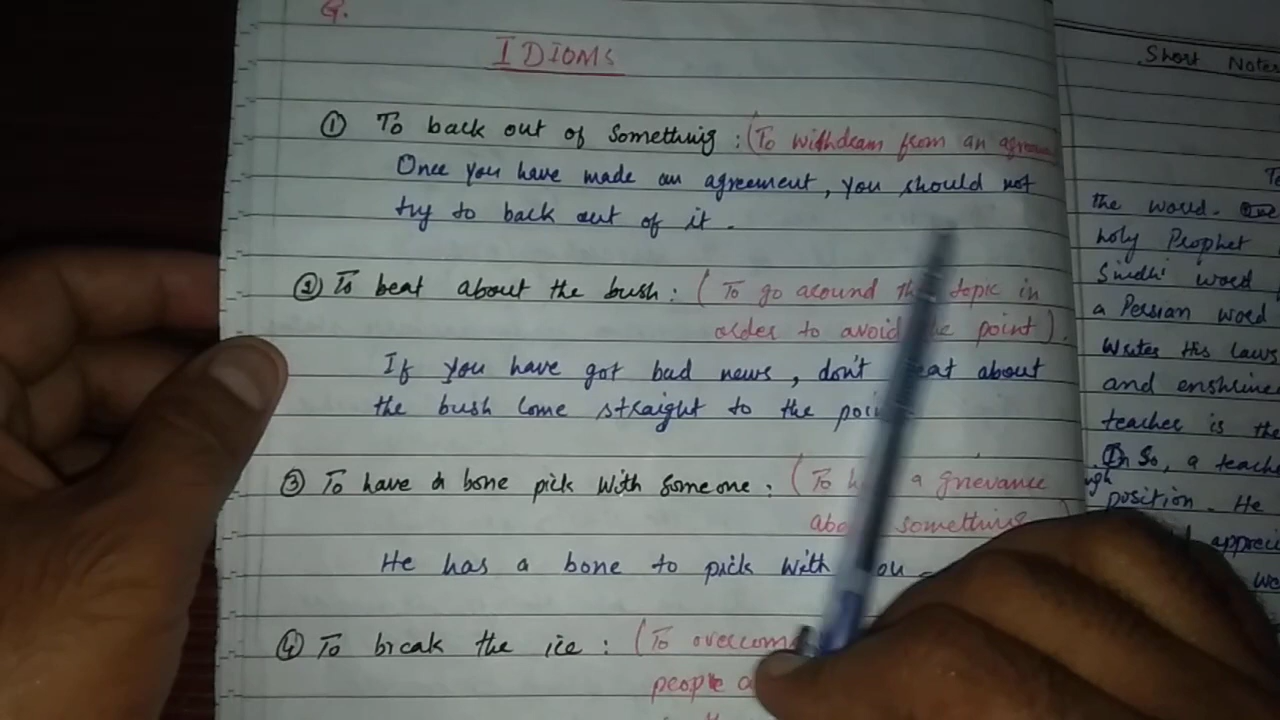 G.
IDIOMS
① To back out of something : (To withdraw from an
Once you have made an agreement, you should not
try to back out of it.
② To beat about the bush : ( To go around the topic in
order to avoid the point ).
If you have got bad news, don't about
the bush come straight to the
③ To have a bone pick with someone : ( To a grievance
something )
He has a bone to pick with
④ To break the ice : ( To
people
Short Notes
the word.
holy Prophet
Sindhi word
a Persian word
Writes His laws
and enshrine
teacher is the
So, a teach
position. He